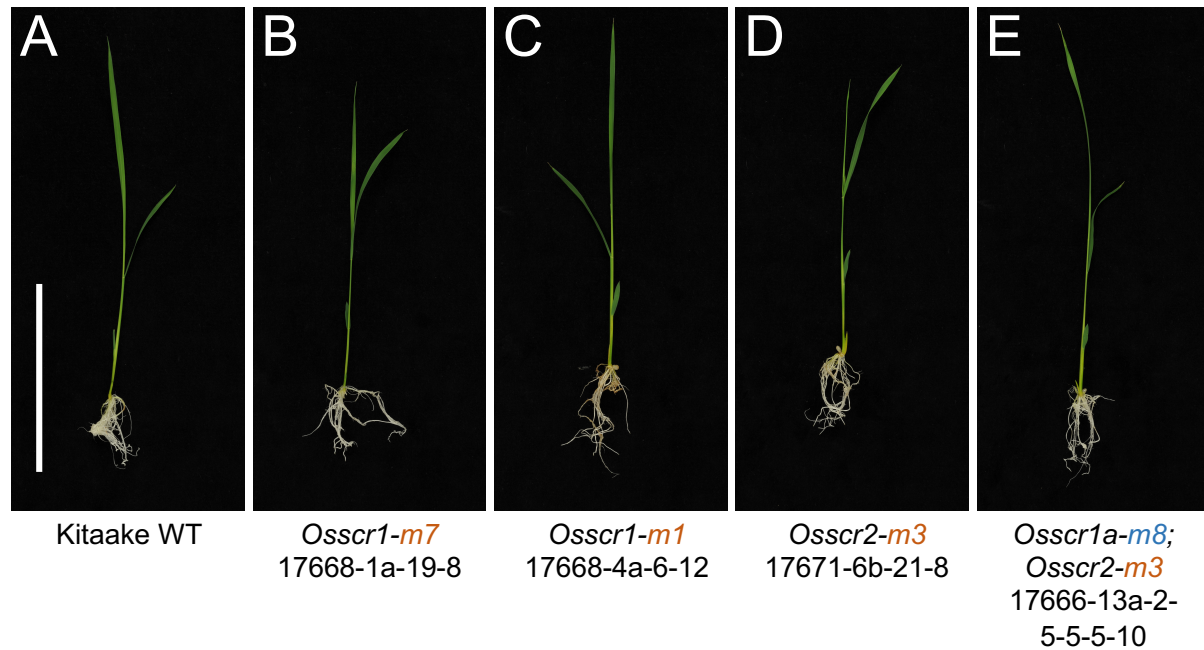 A B C D E
Kitaake WT
Osscr1-m7
17668-1a-19-8
Osscr1-m1
17668-4a-6-12
Osscr2-m3
17671-6b-21-8
Osscr1a-m8;
Osscr2-m3
17666-13a-2-
5-5-5-10